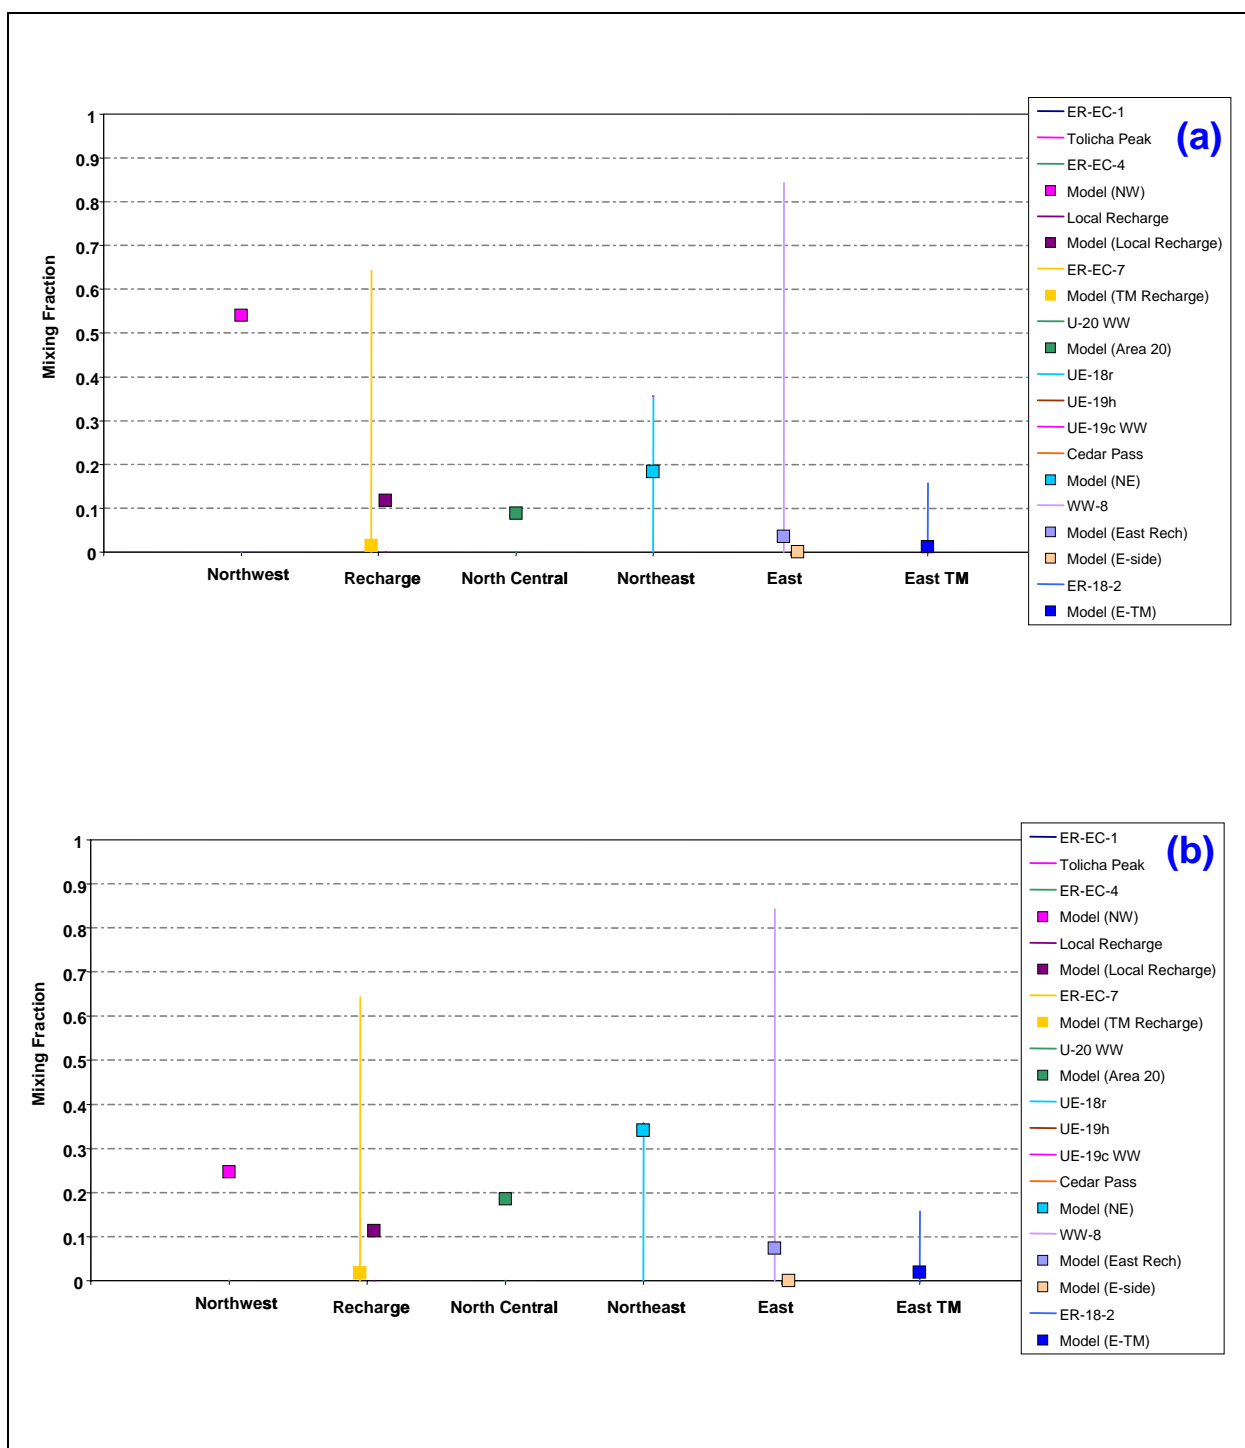 (a)
Mixing Fraction
1
0.9
0.8
0.7
0.6
0.5
0.4
0.3
0.2
0.1
0
Northwest
Recharge
North Central
Northeast
East
East TM
ER-EC-1
Tolicha Peak
ER-EC-4
Model (NW)
Local Recharge
Model (Local Recharge)
ER-EC-7
Model (TM Recharge)
U-20 WW
Model (Area 20)
UE-18r
UE-19h
UE-19c WW
Cedar Pass
Model (NE)
WW-8
Model (East Rech)
Model (E-side)
ER-18-2
Model (E-TM)
(b)
Mixing Fraction
1
0.9
0.8
0.7
0.6
0.5
0.4
0.3
0.2
0.1
0
Northwest
Recharge
North Central
Northeast
East
East TM
ER-EC-1
Tolicha Peak
ER-EC-4
Model (NW)
Local Recharge
Model (Local Recharge)
ER-EC-7
Model (TM Recharge)
U-20 WW
Model (Area 20)
UE-18r
UE-19h
UE-19c WW
Cedar Pass
Model (NE)
WW-8
Model (East Rech)
Model (E-side)
ER-18-2
Model (E-TM)